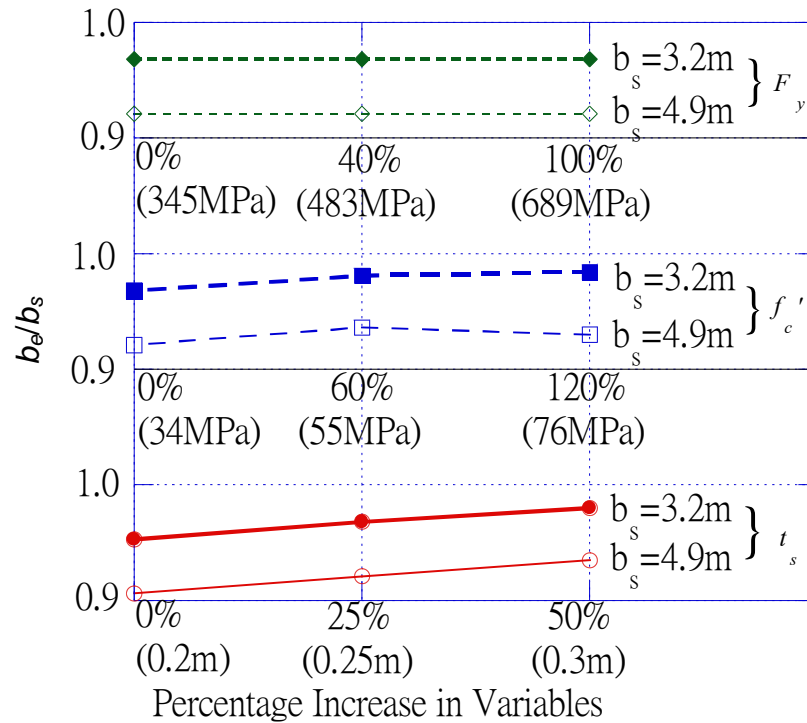 1.0
b_s=3.2m } F_y
b_s=4.9m
0.9
0% 40% 100%
(345MPa) (483MPa) (689MPa)
b_e/b_s
1.0
b_s=3.2m } f_c'
b_s=4.9m
0.9
0% 60% 120%
(34MPa) (55MPa) (76MPa)
1.0
b_s=3.2m } t_s
b_s=4.9m
0.9
0% 25% 50%
(0.2m) (0.25m) (0.3m)
Percentage Increase in Variables